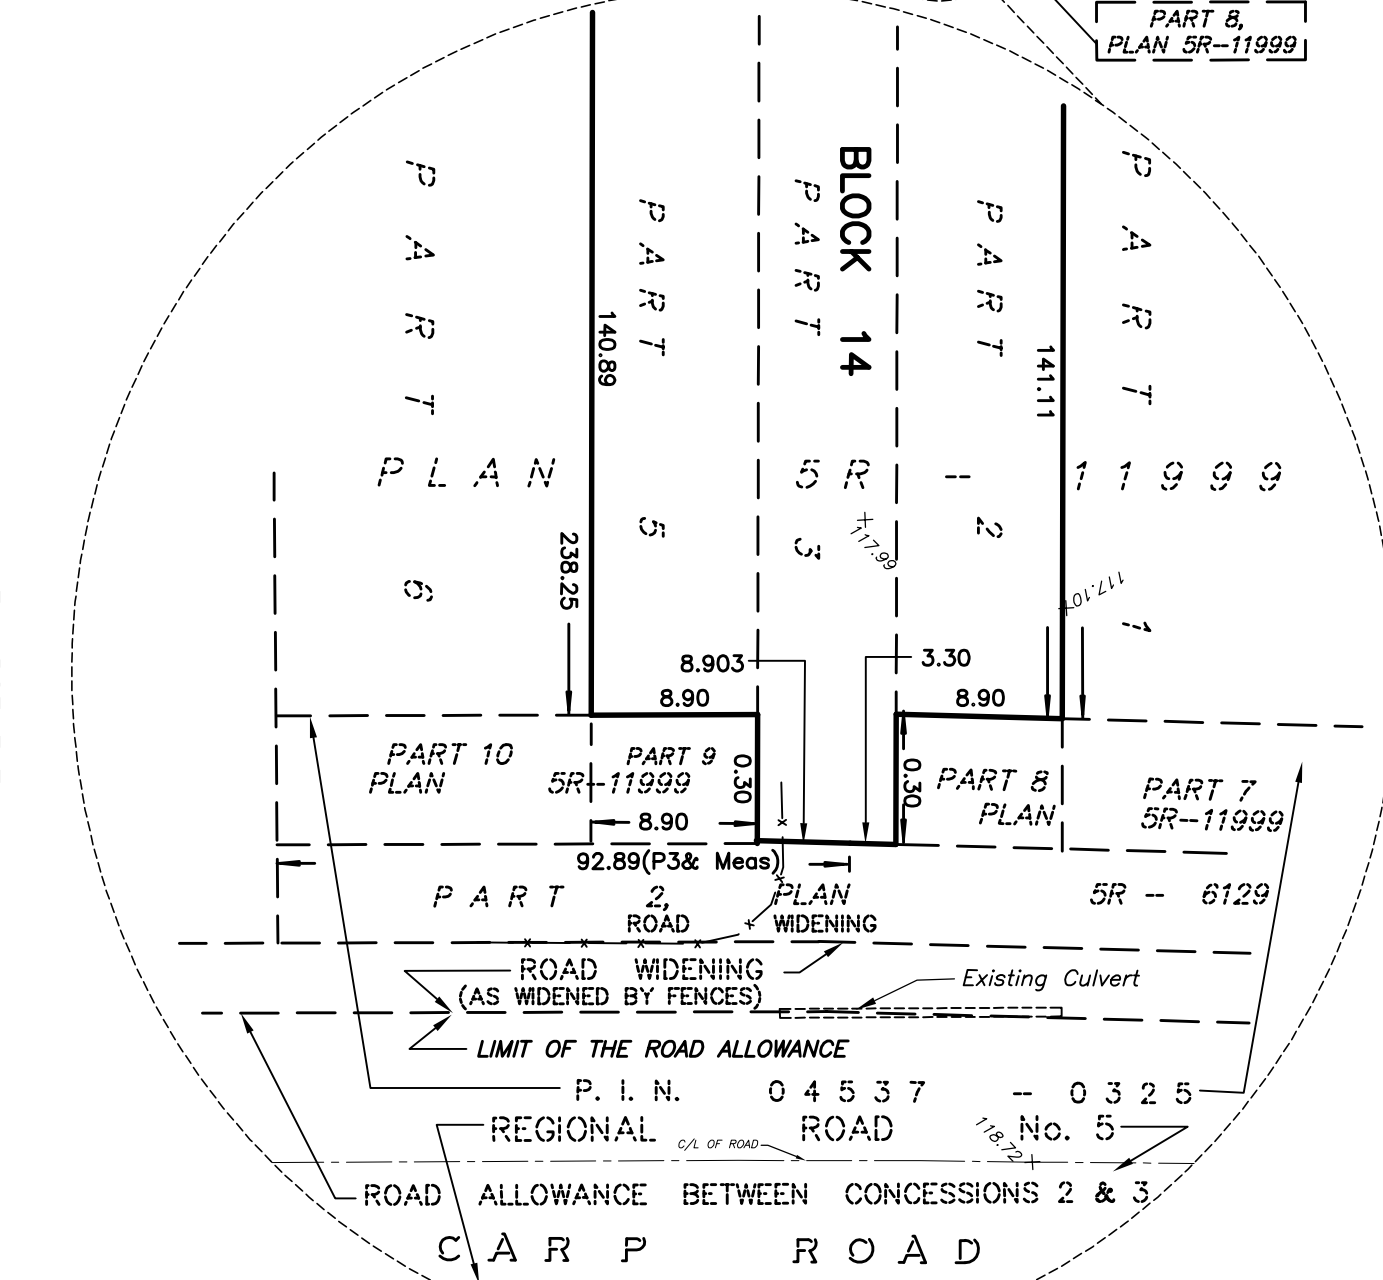 PART 8,
PLAN 5R--11999
BLOCK 14
PART 6
PART 5
PART 3
PART 2
PART 1
140.89
141.11
PLAN 5R -- 11999
117.99
117.10
238.25
8.903
3.30
8.90
8.90
PART 10
PLAN 5R--11999
PART 9
0.30
0.30
PART 8
PLAN
PART 7
5R--11999
8.90
92.89(P3& Meas)
PART 2, PLAN 5R -- 6129
ROAD WIDENING
ROAD WIDENING
(AS WIDENED BY FENCES)
Existing Culvert
LIMIT OF THE ROAD ALLOWANCE
P. I. N. 04537 -- 0325
REGIONAL ROAD No. 5
C/L OF ROAD
118.72
ROAD ALLOWANCE BETWEEN CONCESSIONS 2 & 3
CARP ROAD